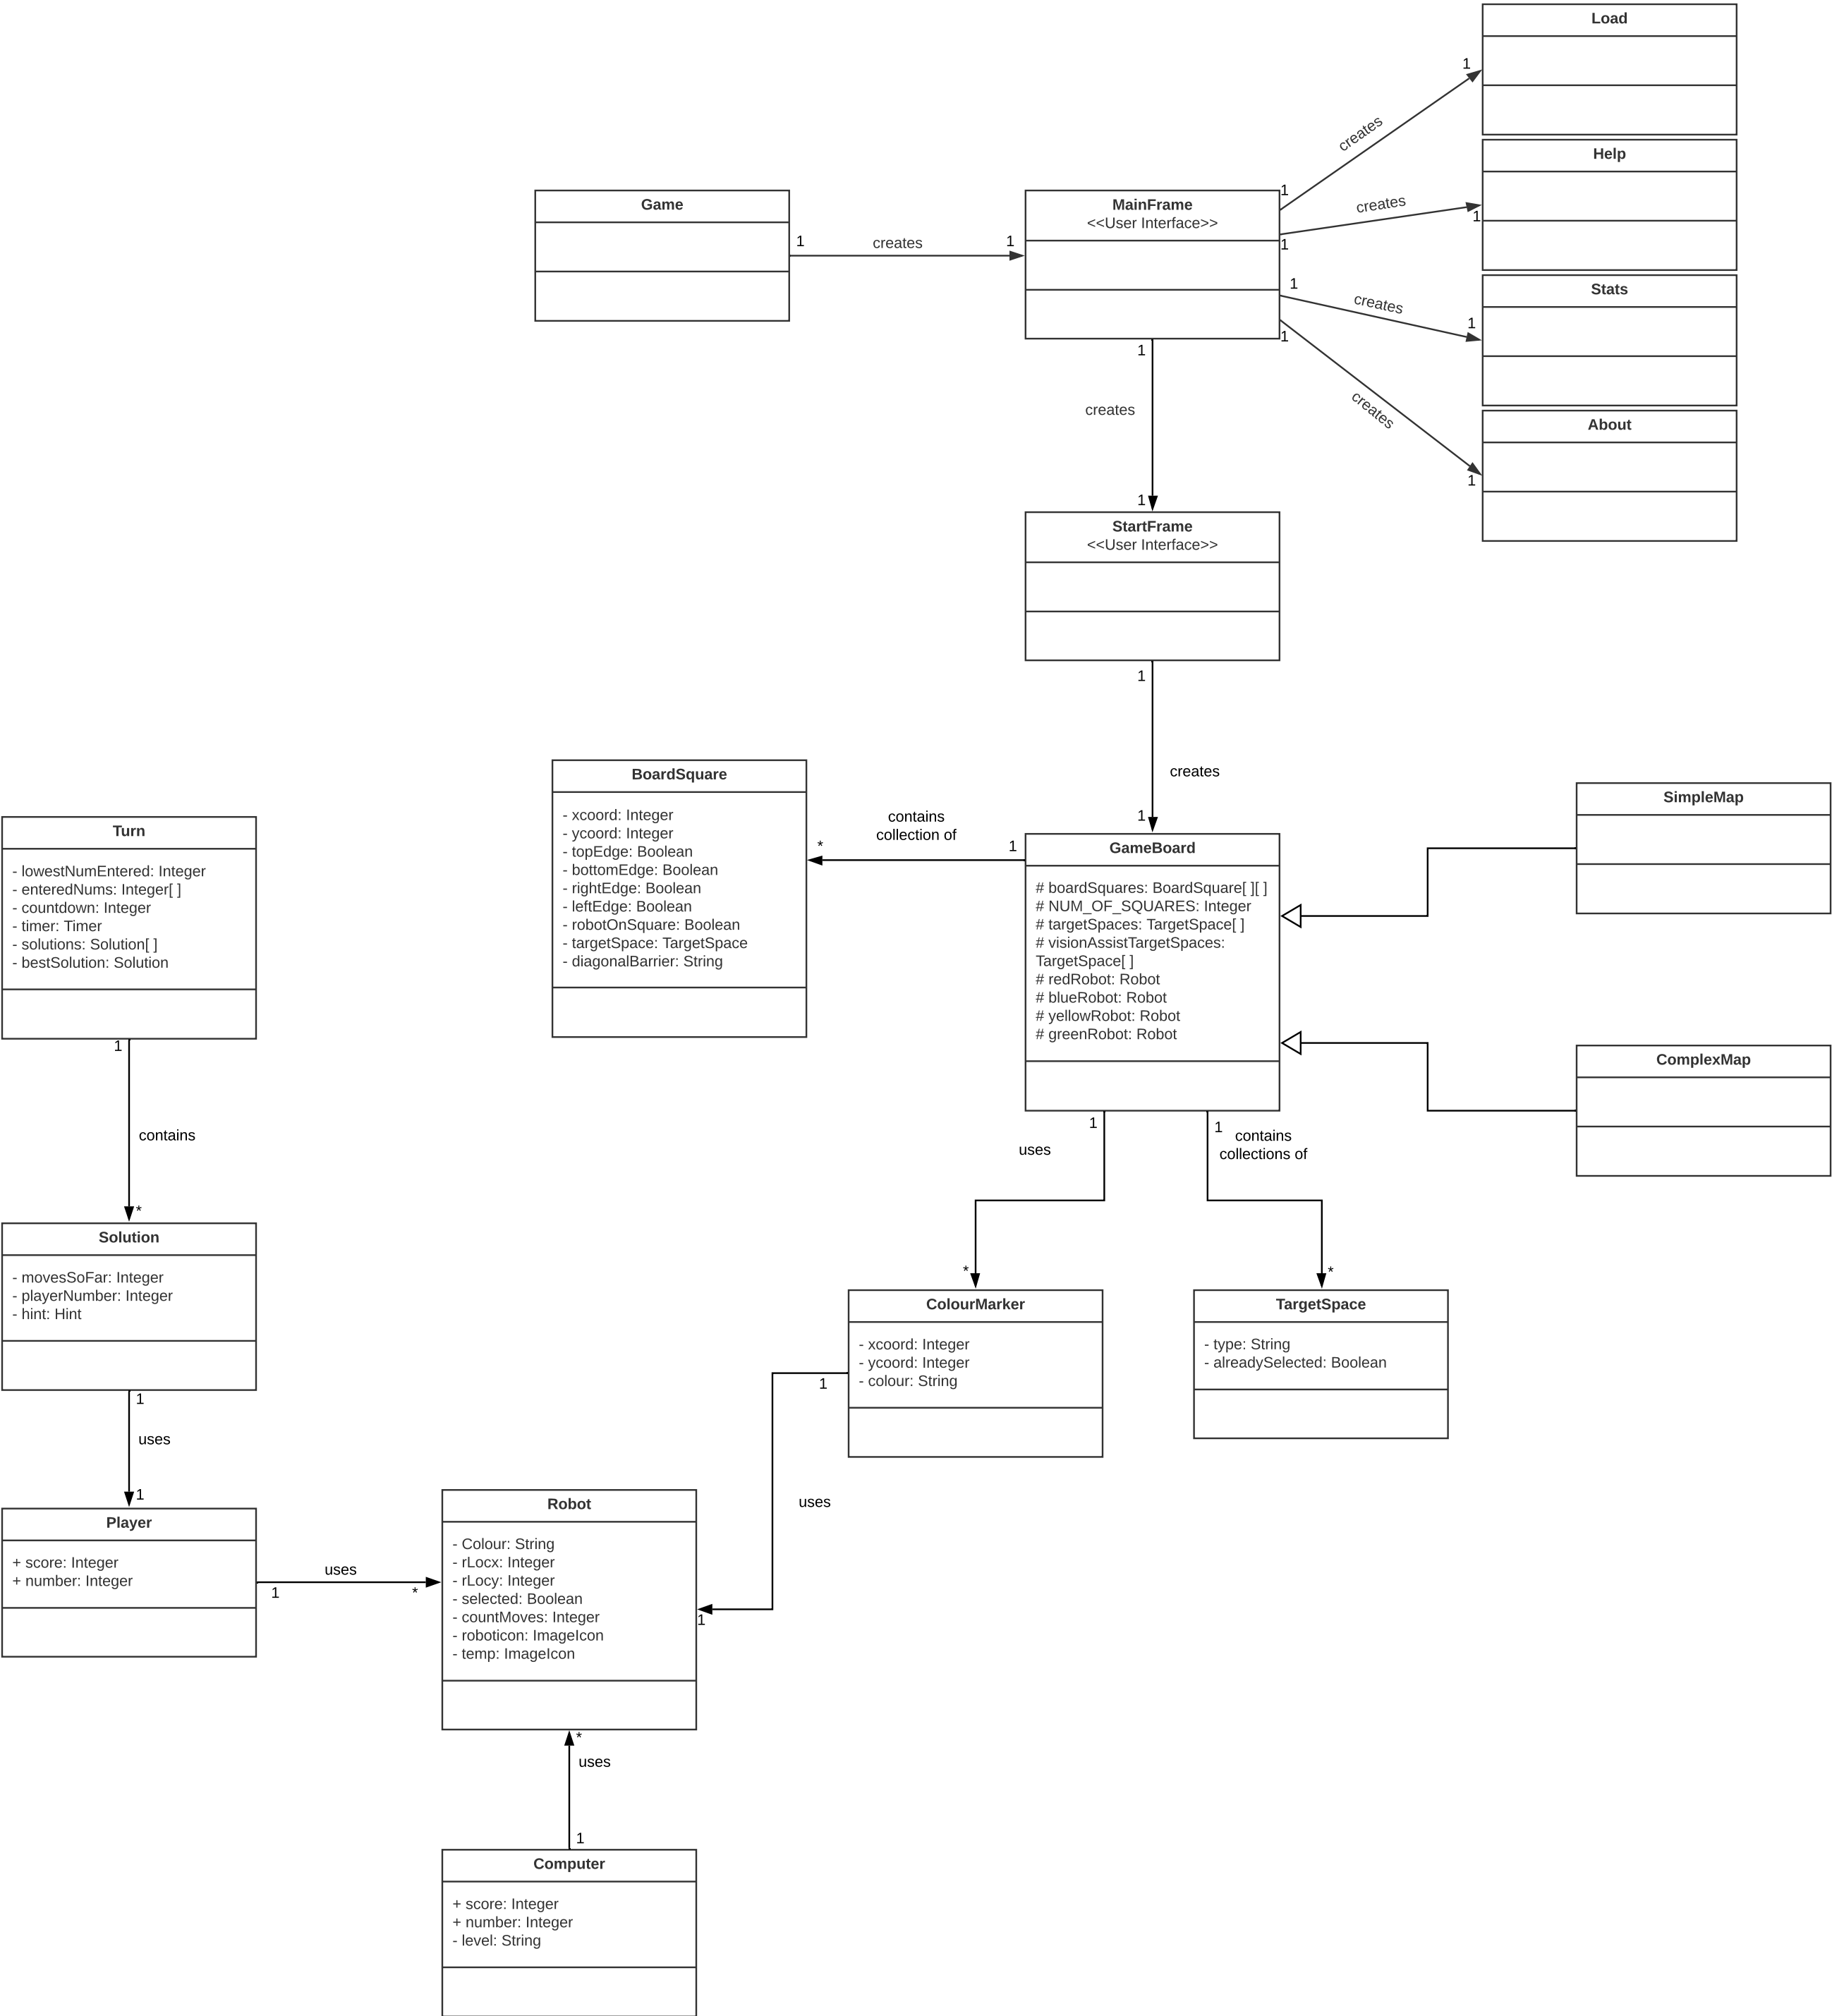 Load
1
creates
Help
Game
MainFrame
<<User Interface>>
1
creates
1
1
creates
1
1
Stats
1
creates
1
1
1
creates
About
creates
1
1
StartFrame
<<User Interface>>
1
creates
1
BoardSquare
- xcoord: Integer
- ycoord: Integer
- topEdge: Boolean
- bottomEdge: Boolean
- rightEdge: Boolean
- leftEdge: Boolean
- robotOnSquare: Boolean
- targetSpace: TargetSpace
- diagonalBarrier: String
contains
collection of
*
1
GameBoard
# boardSquares: BoardSquare[ ][ ]
# NUM_OF_SQUARES: Integer
# targetSpaces: TargetSpace[ ]
# visionAssistTargetSpaces:
TargetSpace[ ]
# redRobot: Robot
# blueRobot: Robot
# yellowRobot: Robot
# greenRobot: Robot
SimpleMap
ComplexMap
Turn
- lowestNumEntered: Integer
- enteredNums: Integer[ ]
- countdown: Integer
- timer: Timer
- solutions: Solution[ ]
- bestSolution: Solution
1
contains
*
1
uses
*
1
contains
collections of
*
Solution
- movesSoFar: Integer
- playerNumber: Integer
- hint: Hint
1
uses
1
ColourMarker
- xcoord: Integer
- ycoord: Integer
- colour: String
TargetSpace
- type: String
- alreadySelected: Boolean
1
uses
1
Player
+ score: Integer
+ number: Integer
uses
1
*
Robot
- Colour: String
- rLocx: Integer
- rLocy: Integer
- selected: Boolean
- countMoves: Integer
- roboticon: ImageIcon
- temp: ImageIcon
*
uses
1
Computer
+ score: Integer
+ number: Integer
- level: String